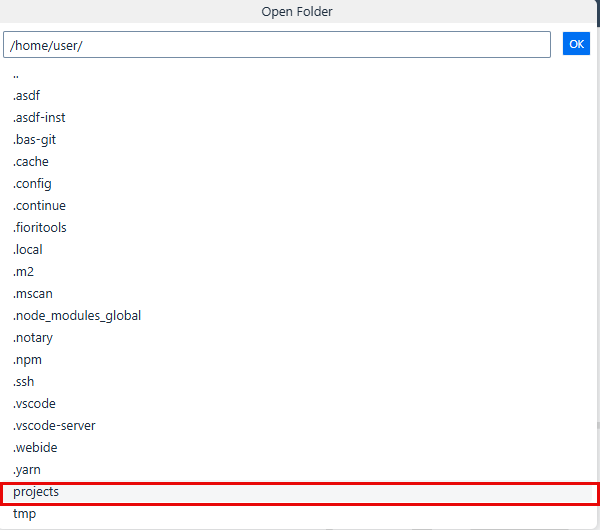 Open Folder
/home/user/
OK
..
.asdf
.asdf-inst
.bas-git
.cache
.config
.continue
.fioritools
.local
.m2
.mscan
.node_modules_global
.notary
.npm
.ssh
.vscode
.vscode-server
.webide
.yarn
projects
tmp